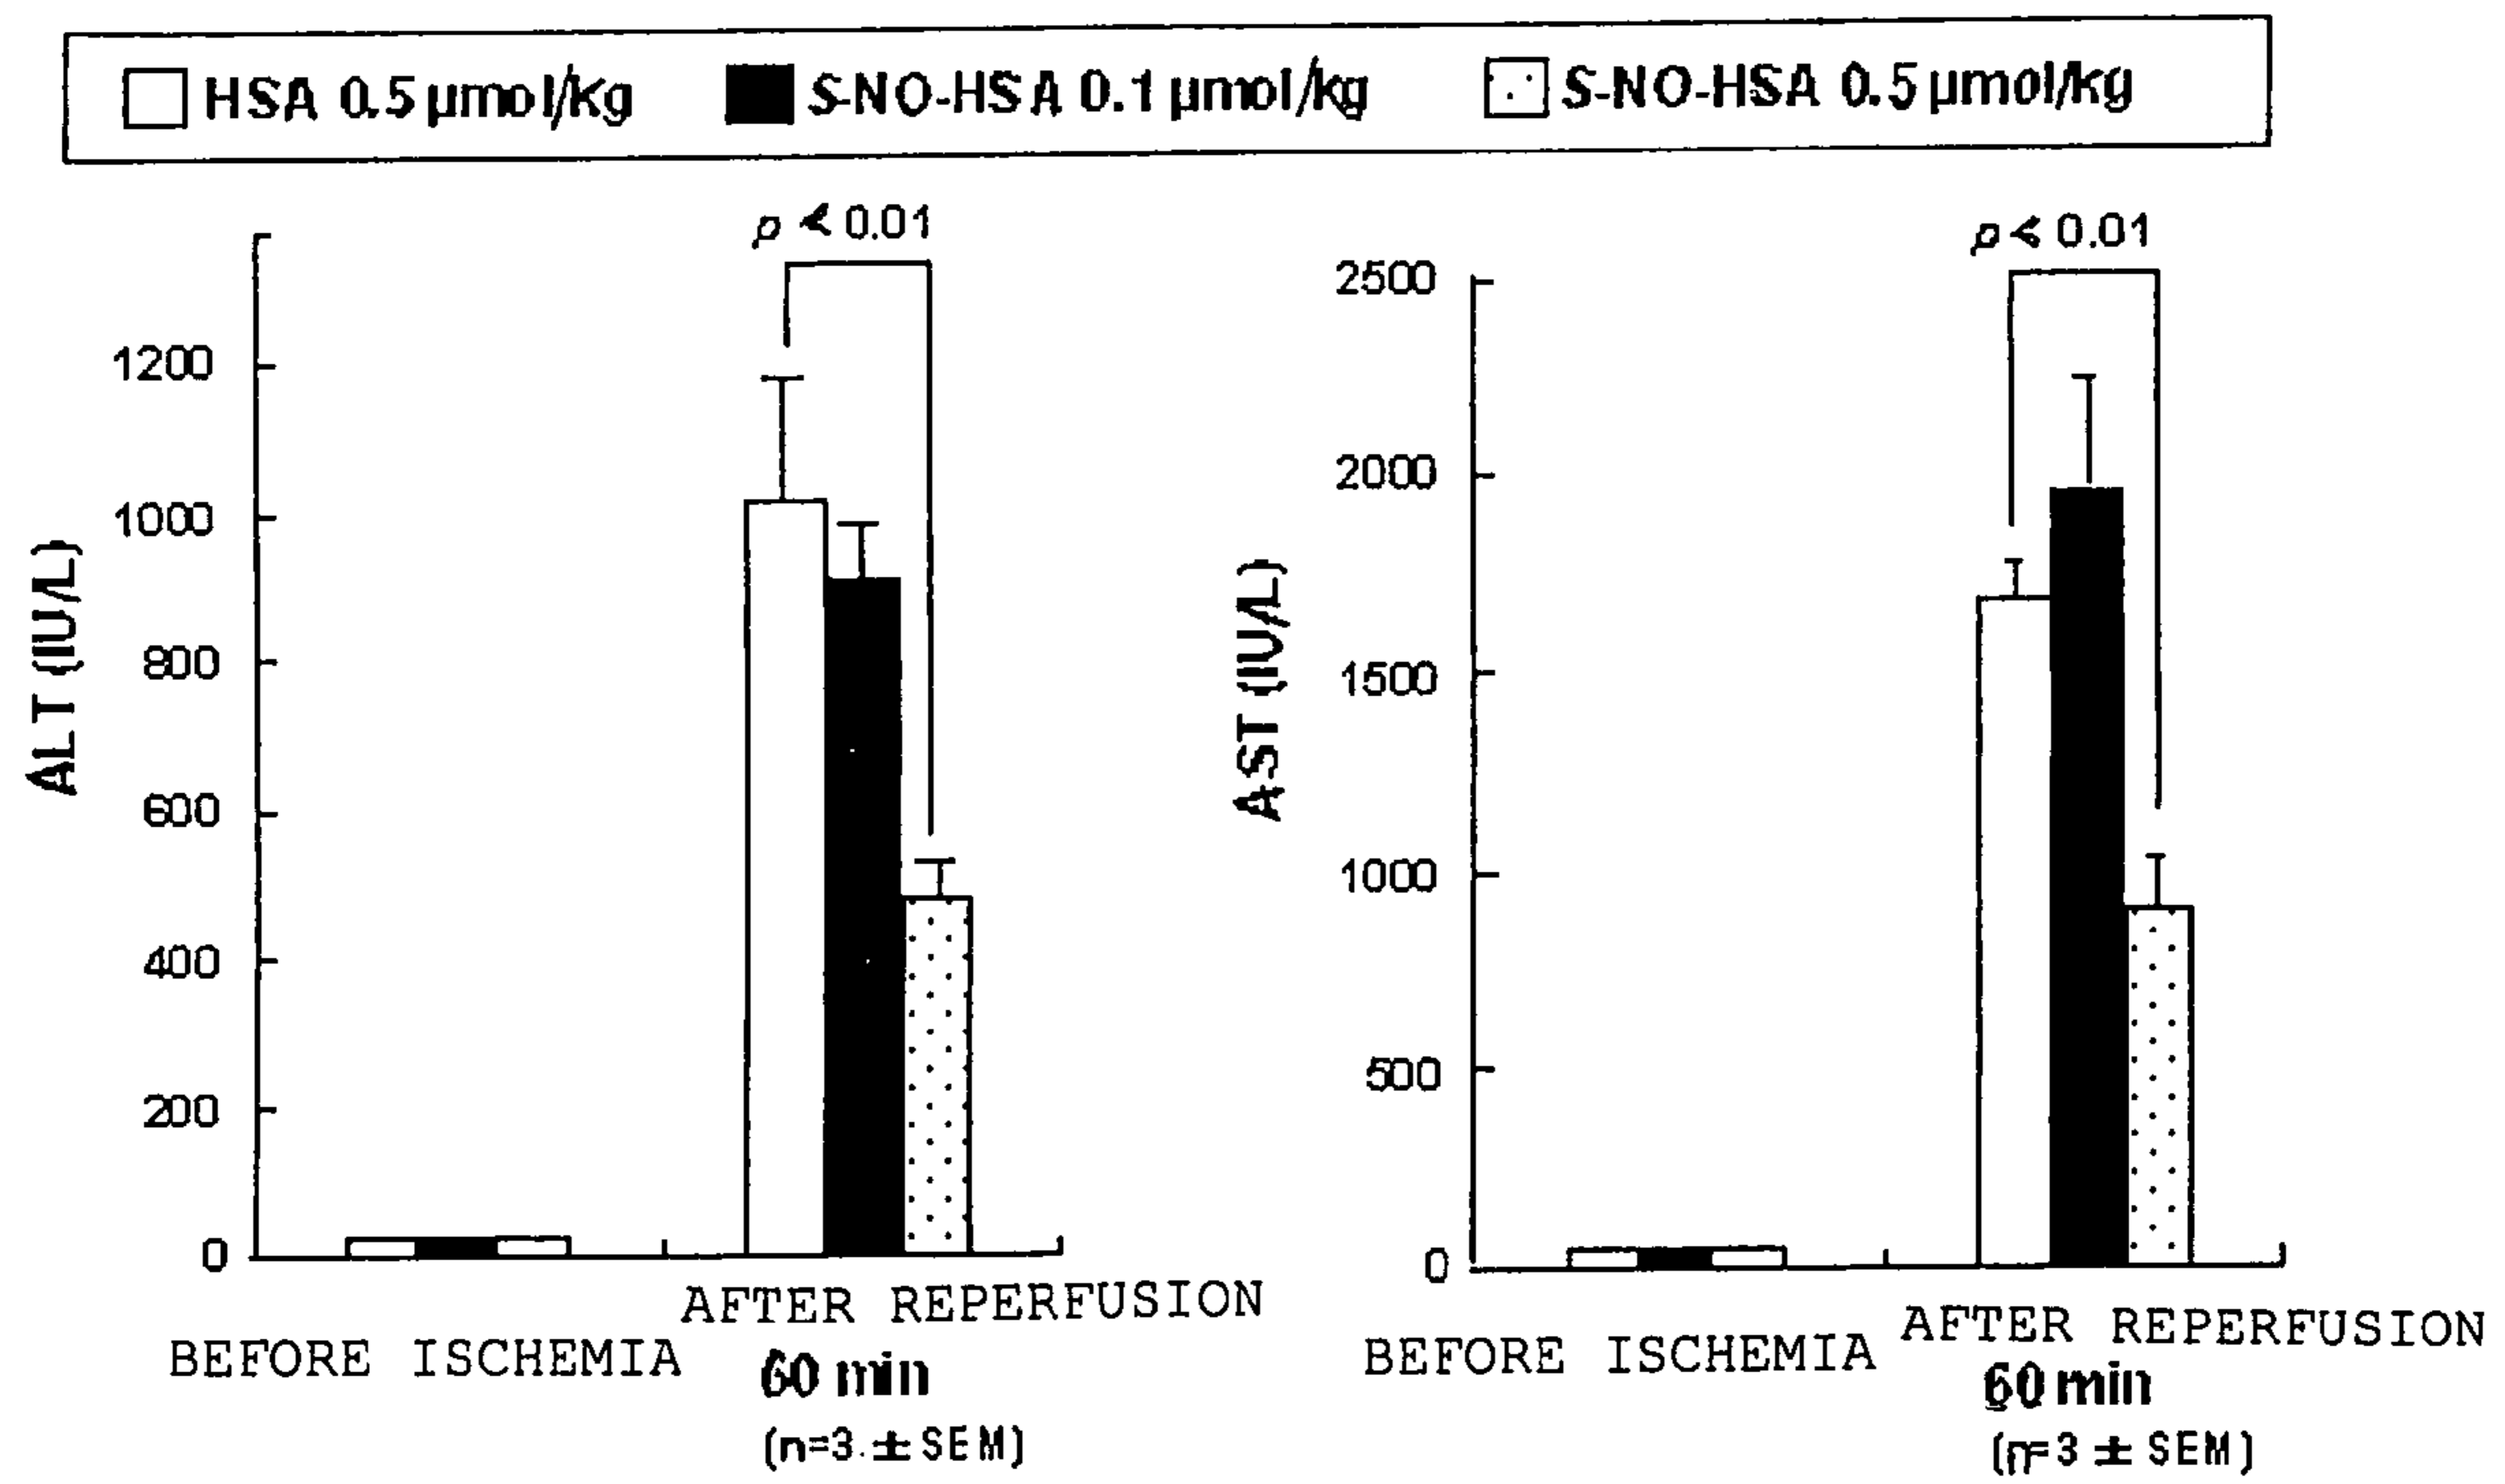 HSA 0.5 µmol/kg S-NO-HSA 0.1 µmol/kg S-NO-HSA 0.5 µmol/kg
p < 0.01
ALT (IU/L)
1200
1000
800
600
400
200
0
BEFORE ISCHEMIA
AFTER REPERFUSION
60 min
(n=3 ± SEM)
p < 0.01
AST (IU/L)
2500
2000
1500
1000
500
0
BEFORE ISCHEMIA
AFTER REPERFUSION
60 min
(n=3 ± SEM)